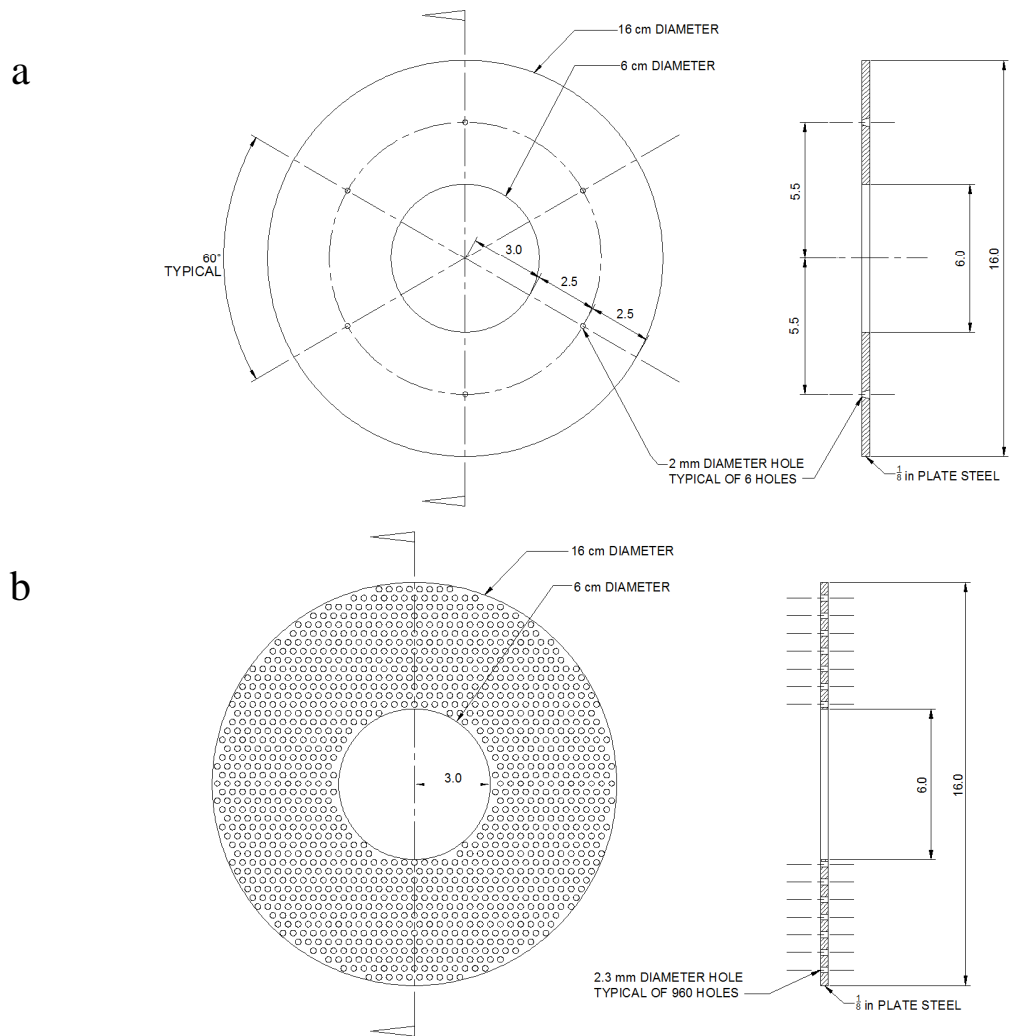 a
16 cm DIAMETER
6 cm DIAMETER
60°
TYPICAL
3.0
2.5
2.5
5.5
5.5
6.0
16.0
2 mm DIAMETER HOLE
TYPICAL OF 6 HOLES
1/8 in PLATE STEEL
b
16 cm DIAMETER
6 cm DIAMETER
3.0
6.0
16.0
2.3 mm DIAMETER HOLE
TYPICAL OF 960 HOLES
1/8 in PLATE STEEL